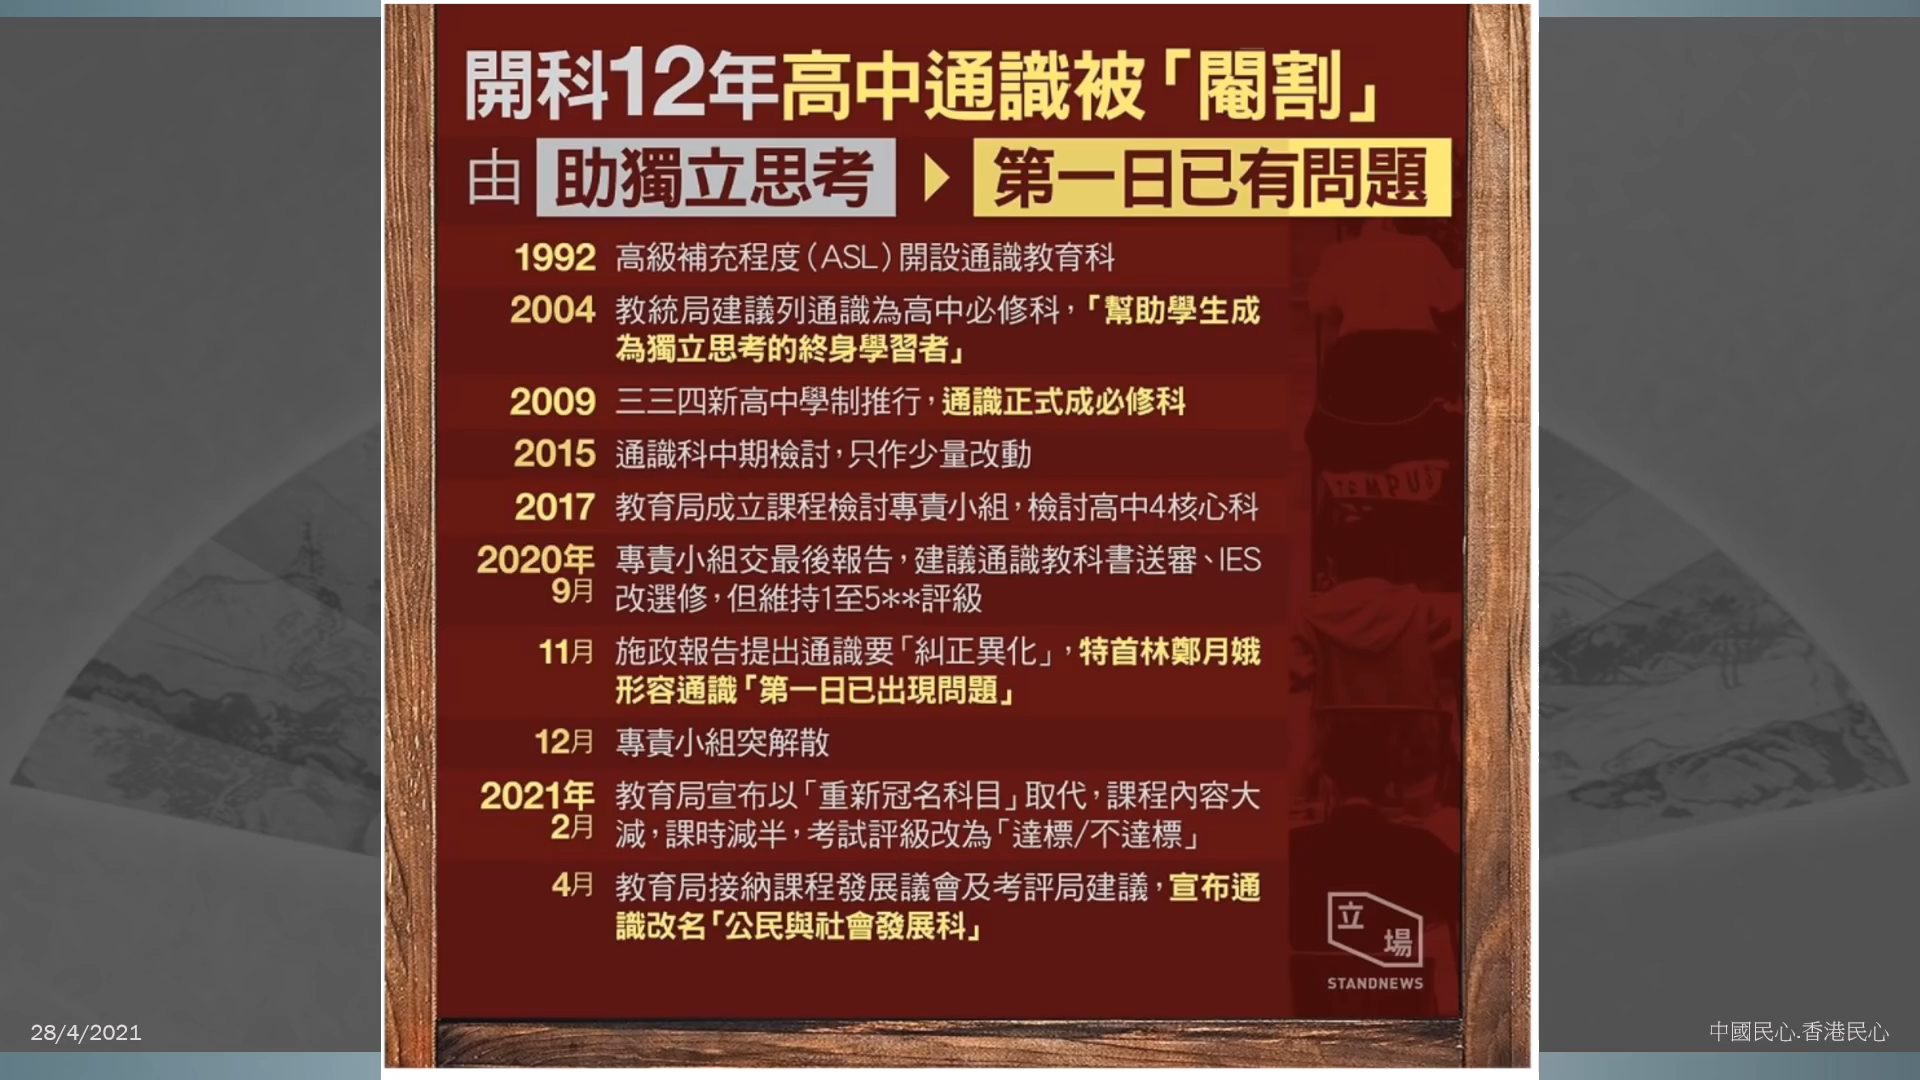 開科12年高中通識被「閹割」
由 助獨立思考 ▶ 第一日已有問題
1992 高級補充程度（ASL）開設通識教育科
2004 教統局建議列通識為高中必修科，「幫助學生成
為獨立思考的終身學習者」
2009 三三四新高中學制推行，通識正式成必修科
2015 通識科中期檢討，只作少量改動
2017 教育局成立課程檢討專責小組，檢討高中4核心科
2020年 專責小組交最後報告，建議通識教科書送審、IES
9月 改選修，但維持1至5**評級
11月 施政報告提出通識要「糾正異化」，特首林鄭月娥
形容通識「第一日已出現問題」
12月 專責小組突解散
2021年 教育局宣布以「重新冠名科目」取代，課程內容大
2月 減，課時減半，考試評級改為「達標/不達標」
4月 教育局接納課程發展議會及考評局建議，宣布通
識改名「公民與社會發展科」
TEMPUS
立
場
STANDNEWS
28/4/2021
中國民心.香港民心